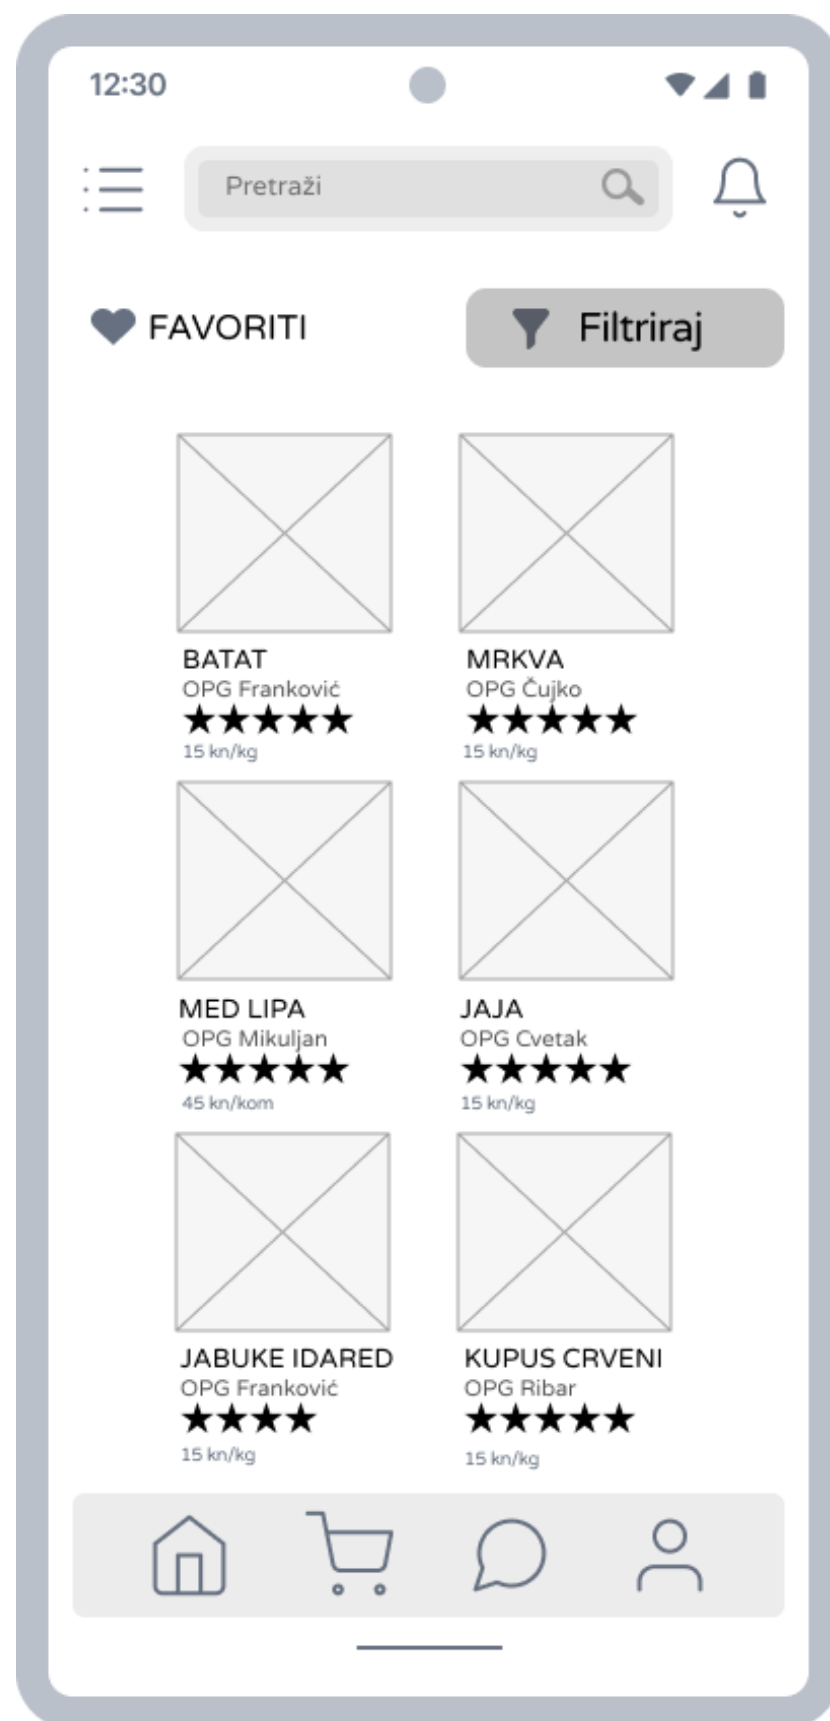 12:30
Pretraži
FAVORITI
Filtriraj
BATAT
OPG Franković
15 kn/kg
MRKVA
OPG Čujko
15 kn/kg
MED LIPA
OPG Mikuljan
45 kn/kom
JAJA
OPG Cvetak
15 kn/kg
JABUKE IDARED
OPG Franković
15 kn/kg
KUPUS CRVENI
OPG Ribar
15 kn/kg